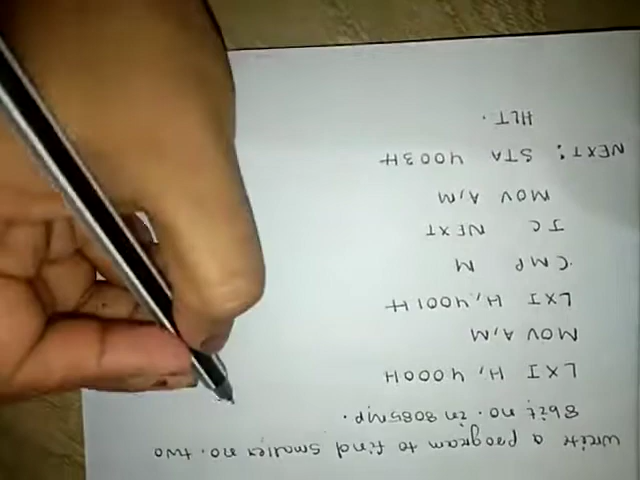 write a program to find smaller no. two
8bit no. in 8085MP.
LXI H, 4000H
MOV A,M
LXI H, 4001H
CMP M
JC NEXT
MOV A,M
NEXT: STA 4003H
HLT.